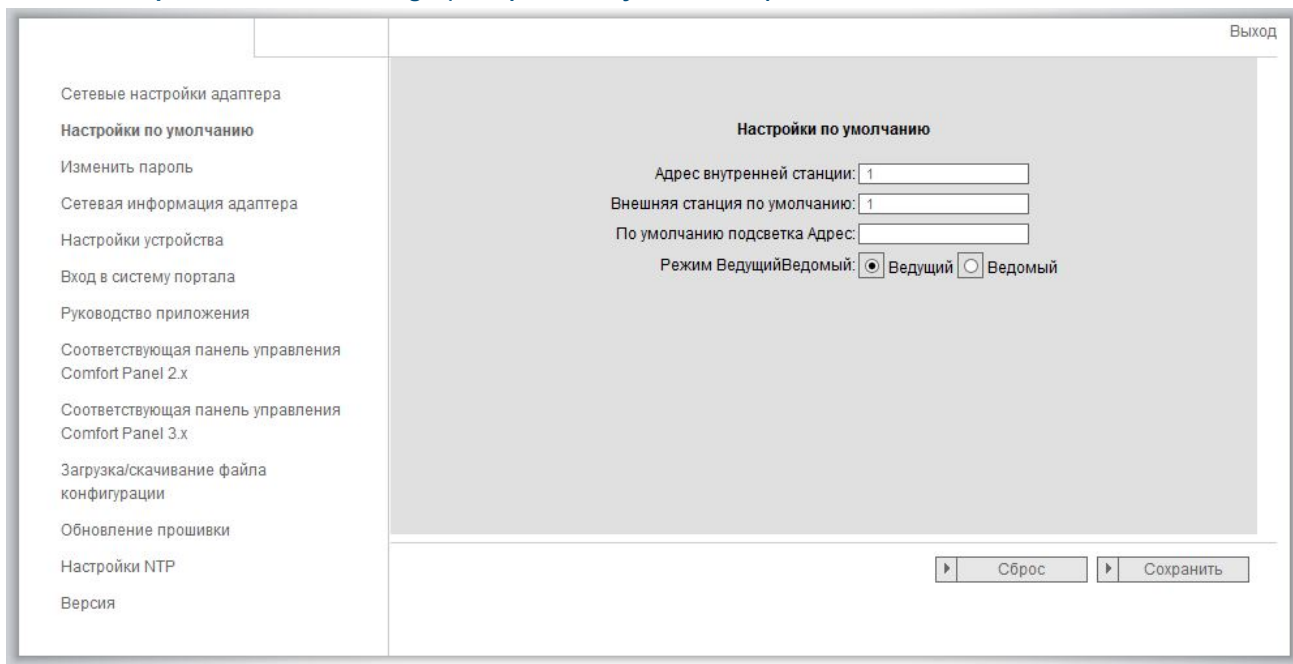 Выход
Сетевые настройки адаптера
Настройки по умолчанию
Изменить пароль
Сетевая информация адаптера
Настройки устройства
Вход в систему портала
Руководство приложения
Соответствующая панель управления
Comfort Panel 2.x
Соответствующая панель управления
Comfort Panel 3.x
Загрузка/скачивание файла
конфигурации
Обновление прошивки
Настройки NTP
Версия
Настройки по умолчанию
Адрес внутренней станции: 1
Внешняя станция по умолчанию: 1
По умолчанию подсветка Адрес:
Режим ВедущийВедомый: Ведущий Ведомый
Сброс Сохранить